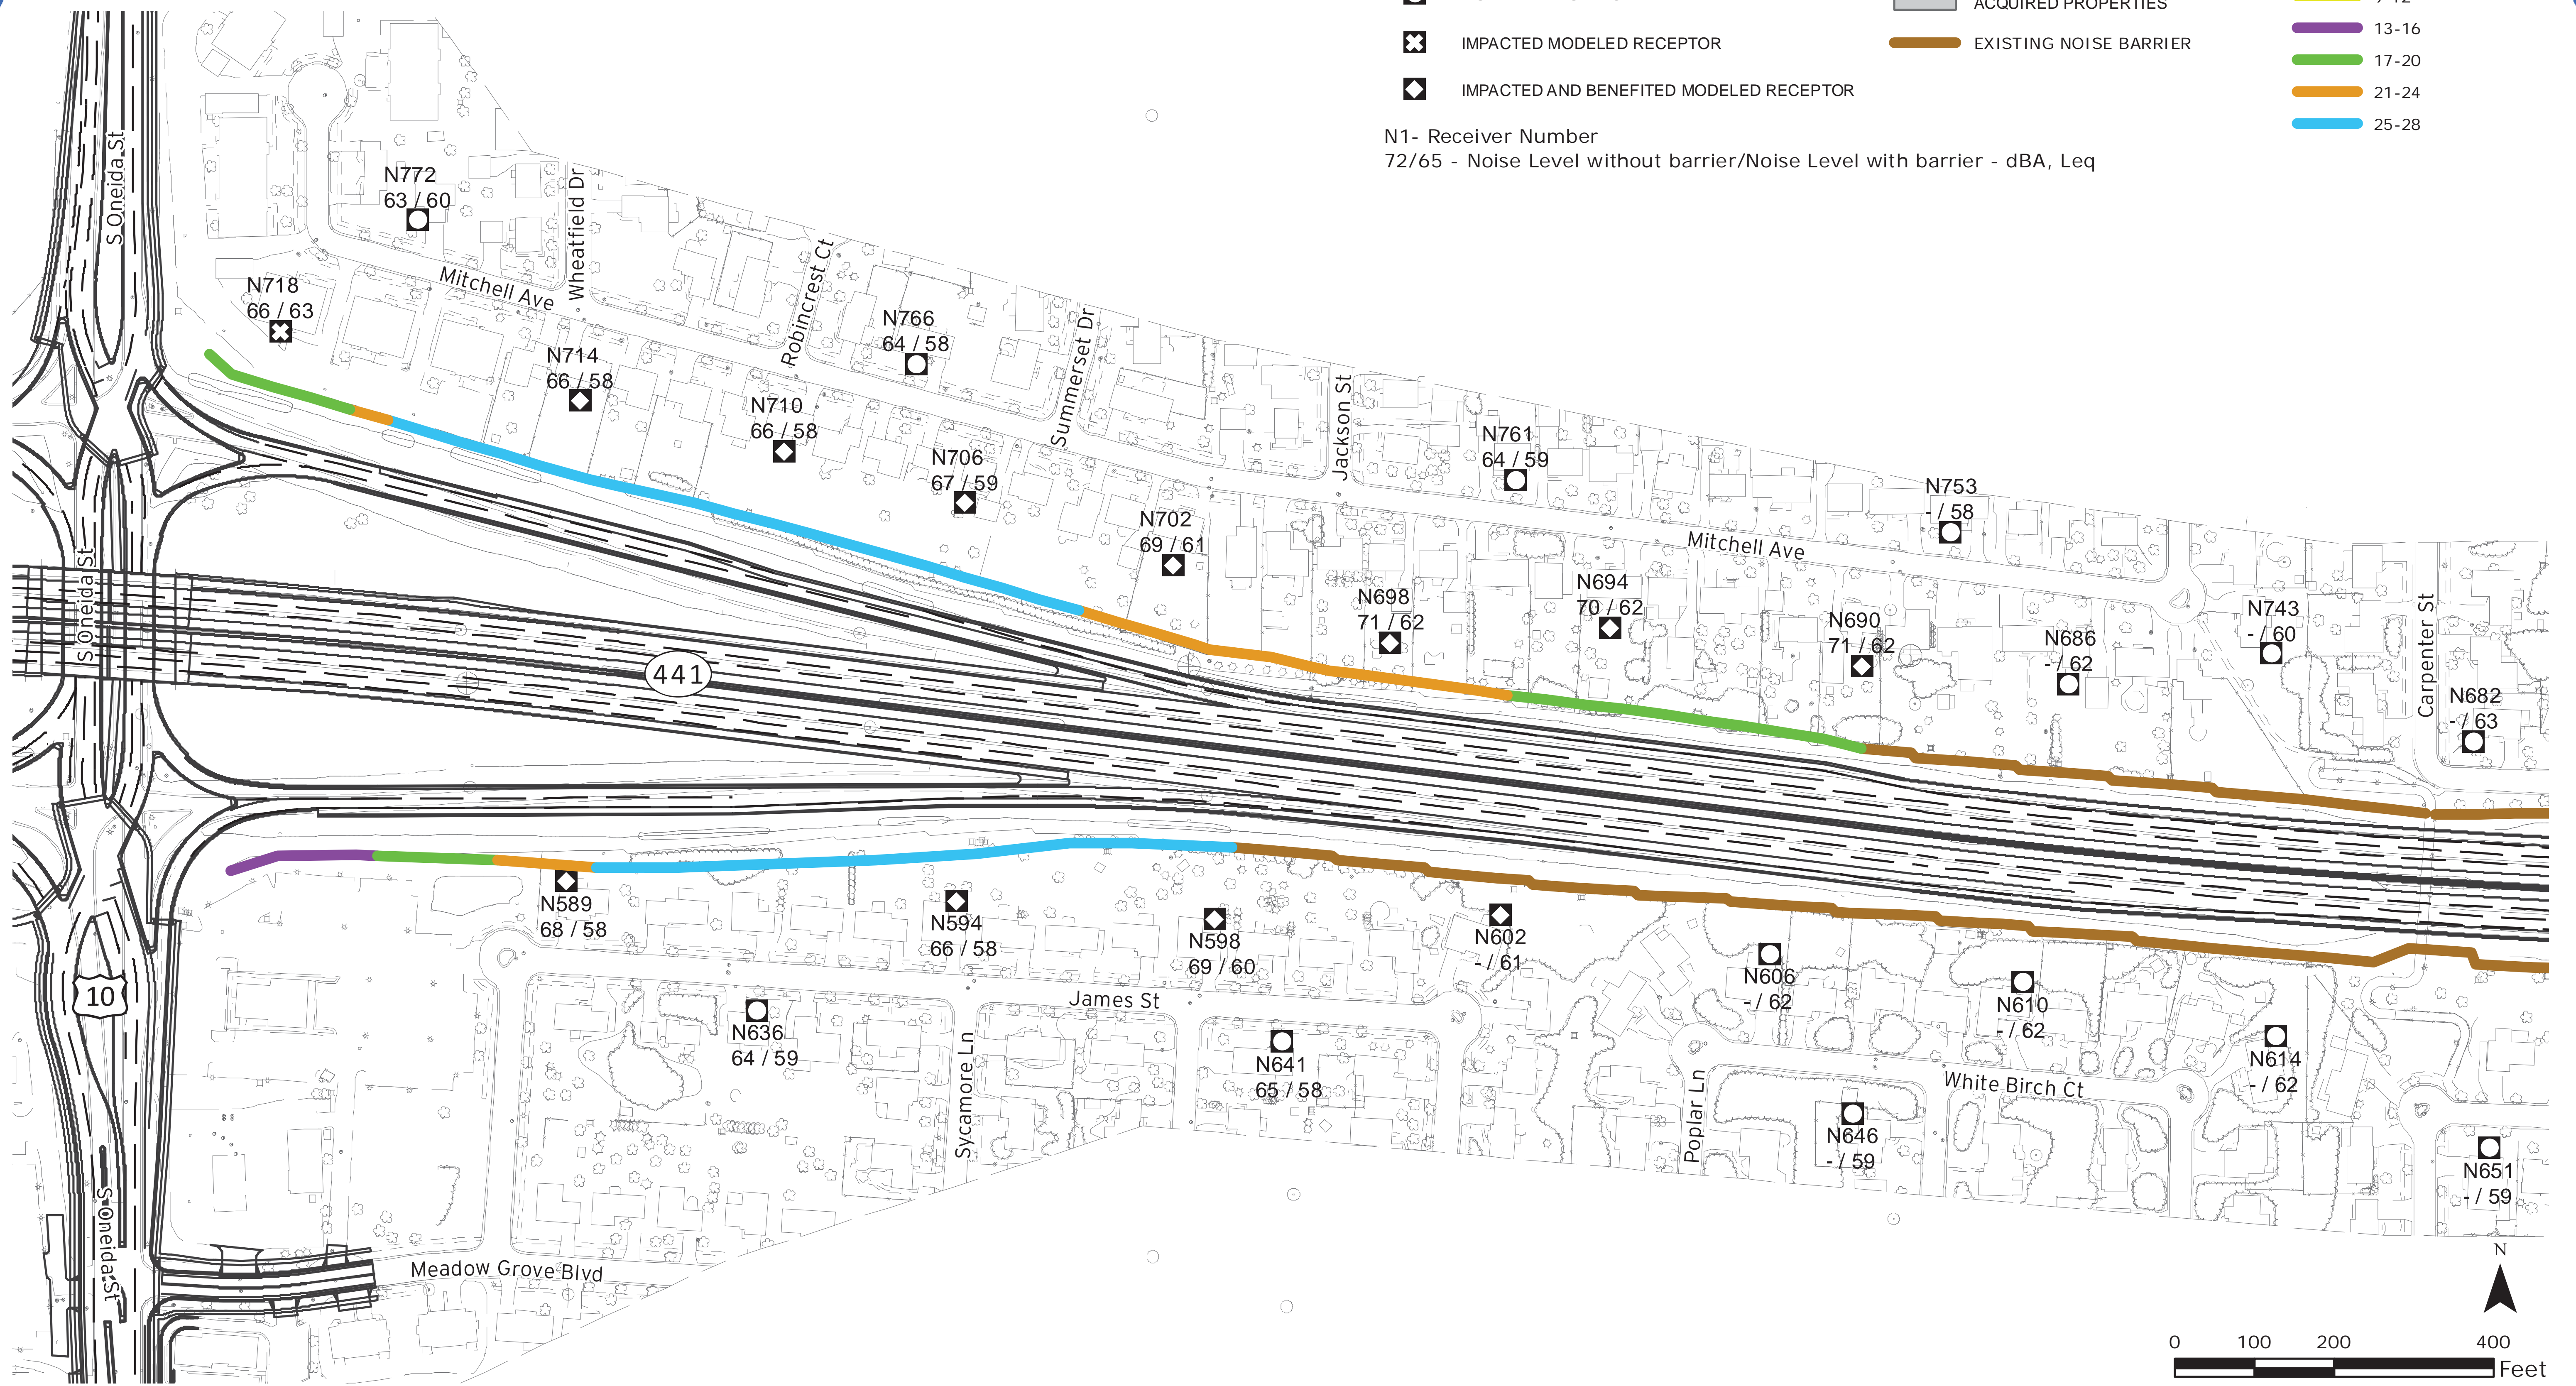 ACQUIRED PROPERTIES
13-16
IMPACTED MODELED RECEPTOR
EXISTING NOISE BARRIER
17-20
IMPACTED AND BENEFITED MODELED RECEPTOR
21-24
25-28
N1- Receiver Number
72/65 - Noise Level without barrier/Noise Level with barrier - dBA, Leq
S Oneida St
N772
63 / 60
Wheatfield Dr
Mitchell Ave
N718
66 / 63
Robincrest Ct
N766
64 / 58
Summerset Dr
N714
66 / 58
N710
66 / 58
Jackson St
N706
67 / 59
N761
64 / 59
N702
69 / 61
N753
- / 58
Mitchell Ave
S Oneida St
N698
71 / 62
N694
70 / 62
N690
71 / 62
N686
- / 62
N743
- / 60
Carpenter St
N682
- / 63
441
N589
68 / 58
N594
66 / 58
N598
69 / 60
N602
- / 61
N606
- / 62
N610
- / 62
10
James St
N636
64 / 59
Sycamore Ln
N641
65 / 58
N614
- / 62
White Birch Ct
Poplar Ln
N646
- / 59
N651
- / 59
S Oneida St
Meadow Grove Blvd
N
0 100 200 400
Feet